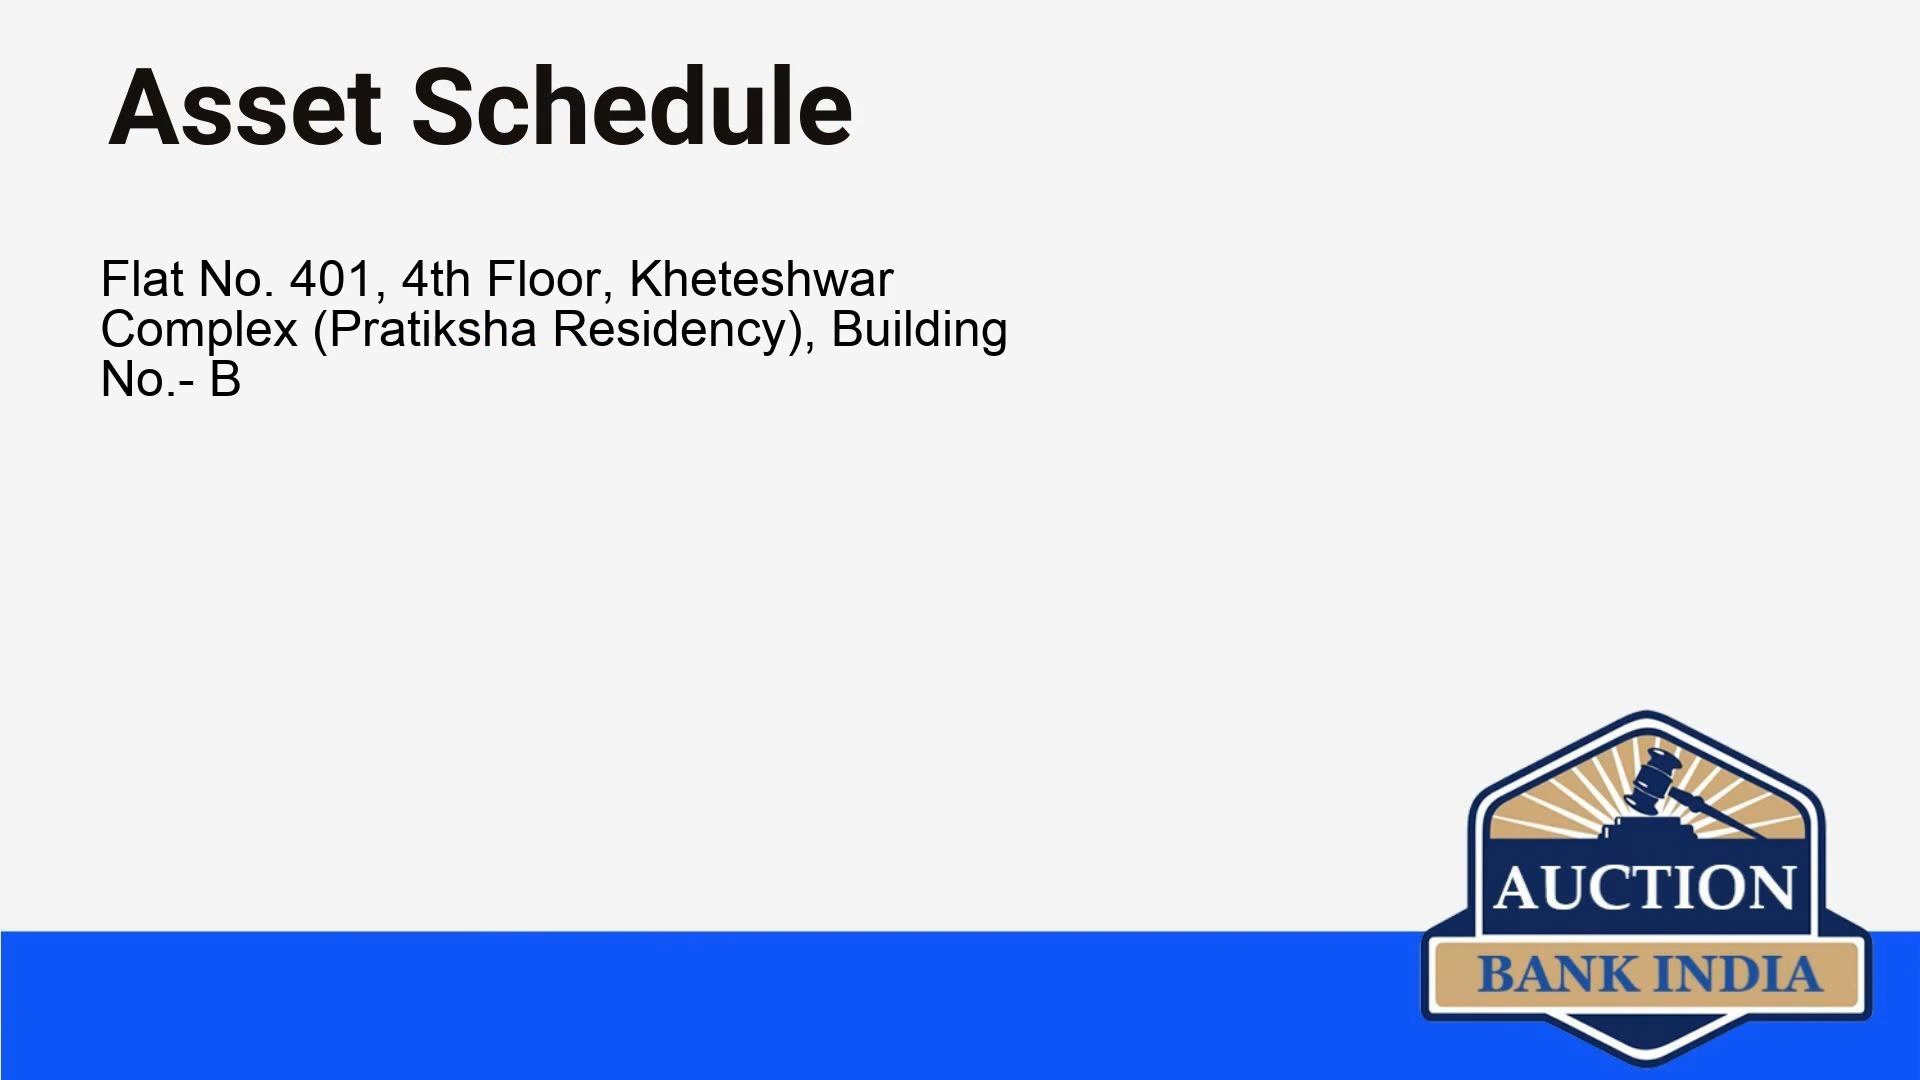 Asset Schedule
Flat No. 401, 4th Floor, Kheteshwar
Complex (Pratiksha Residency), Building
No.- B
AUCTION
BANK INDIA